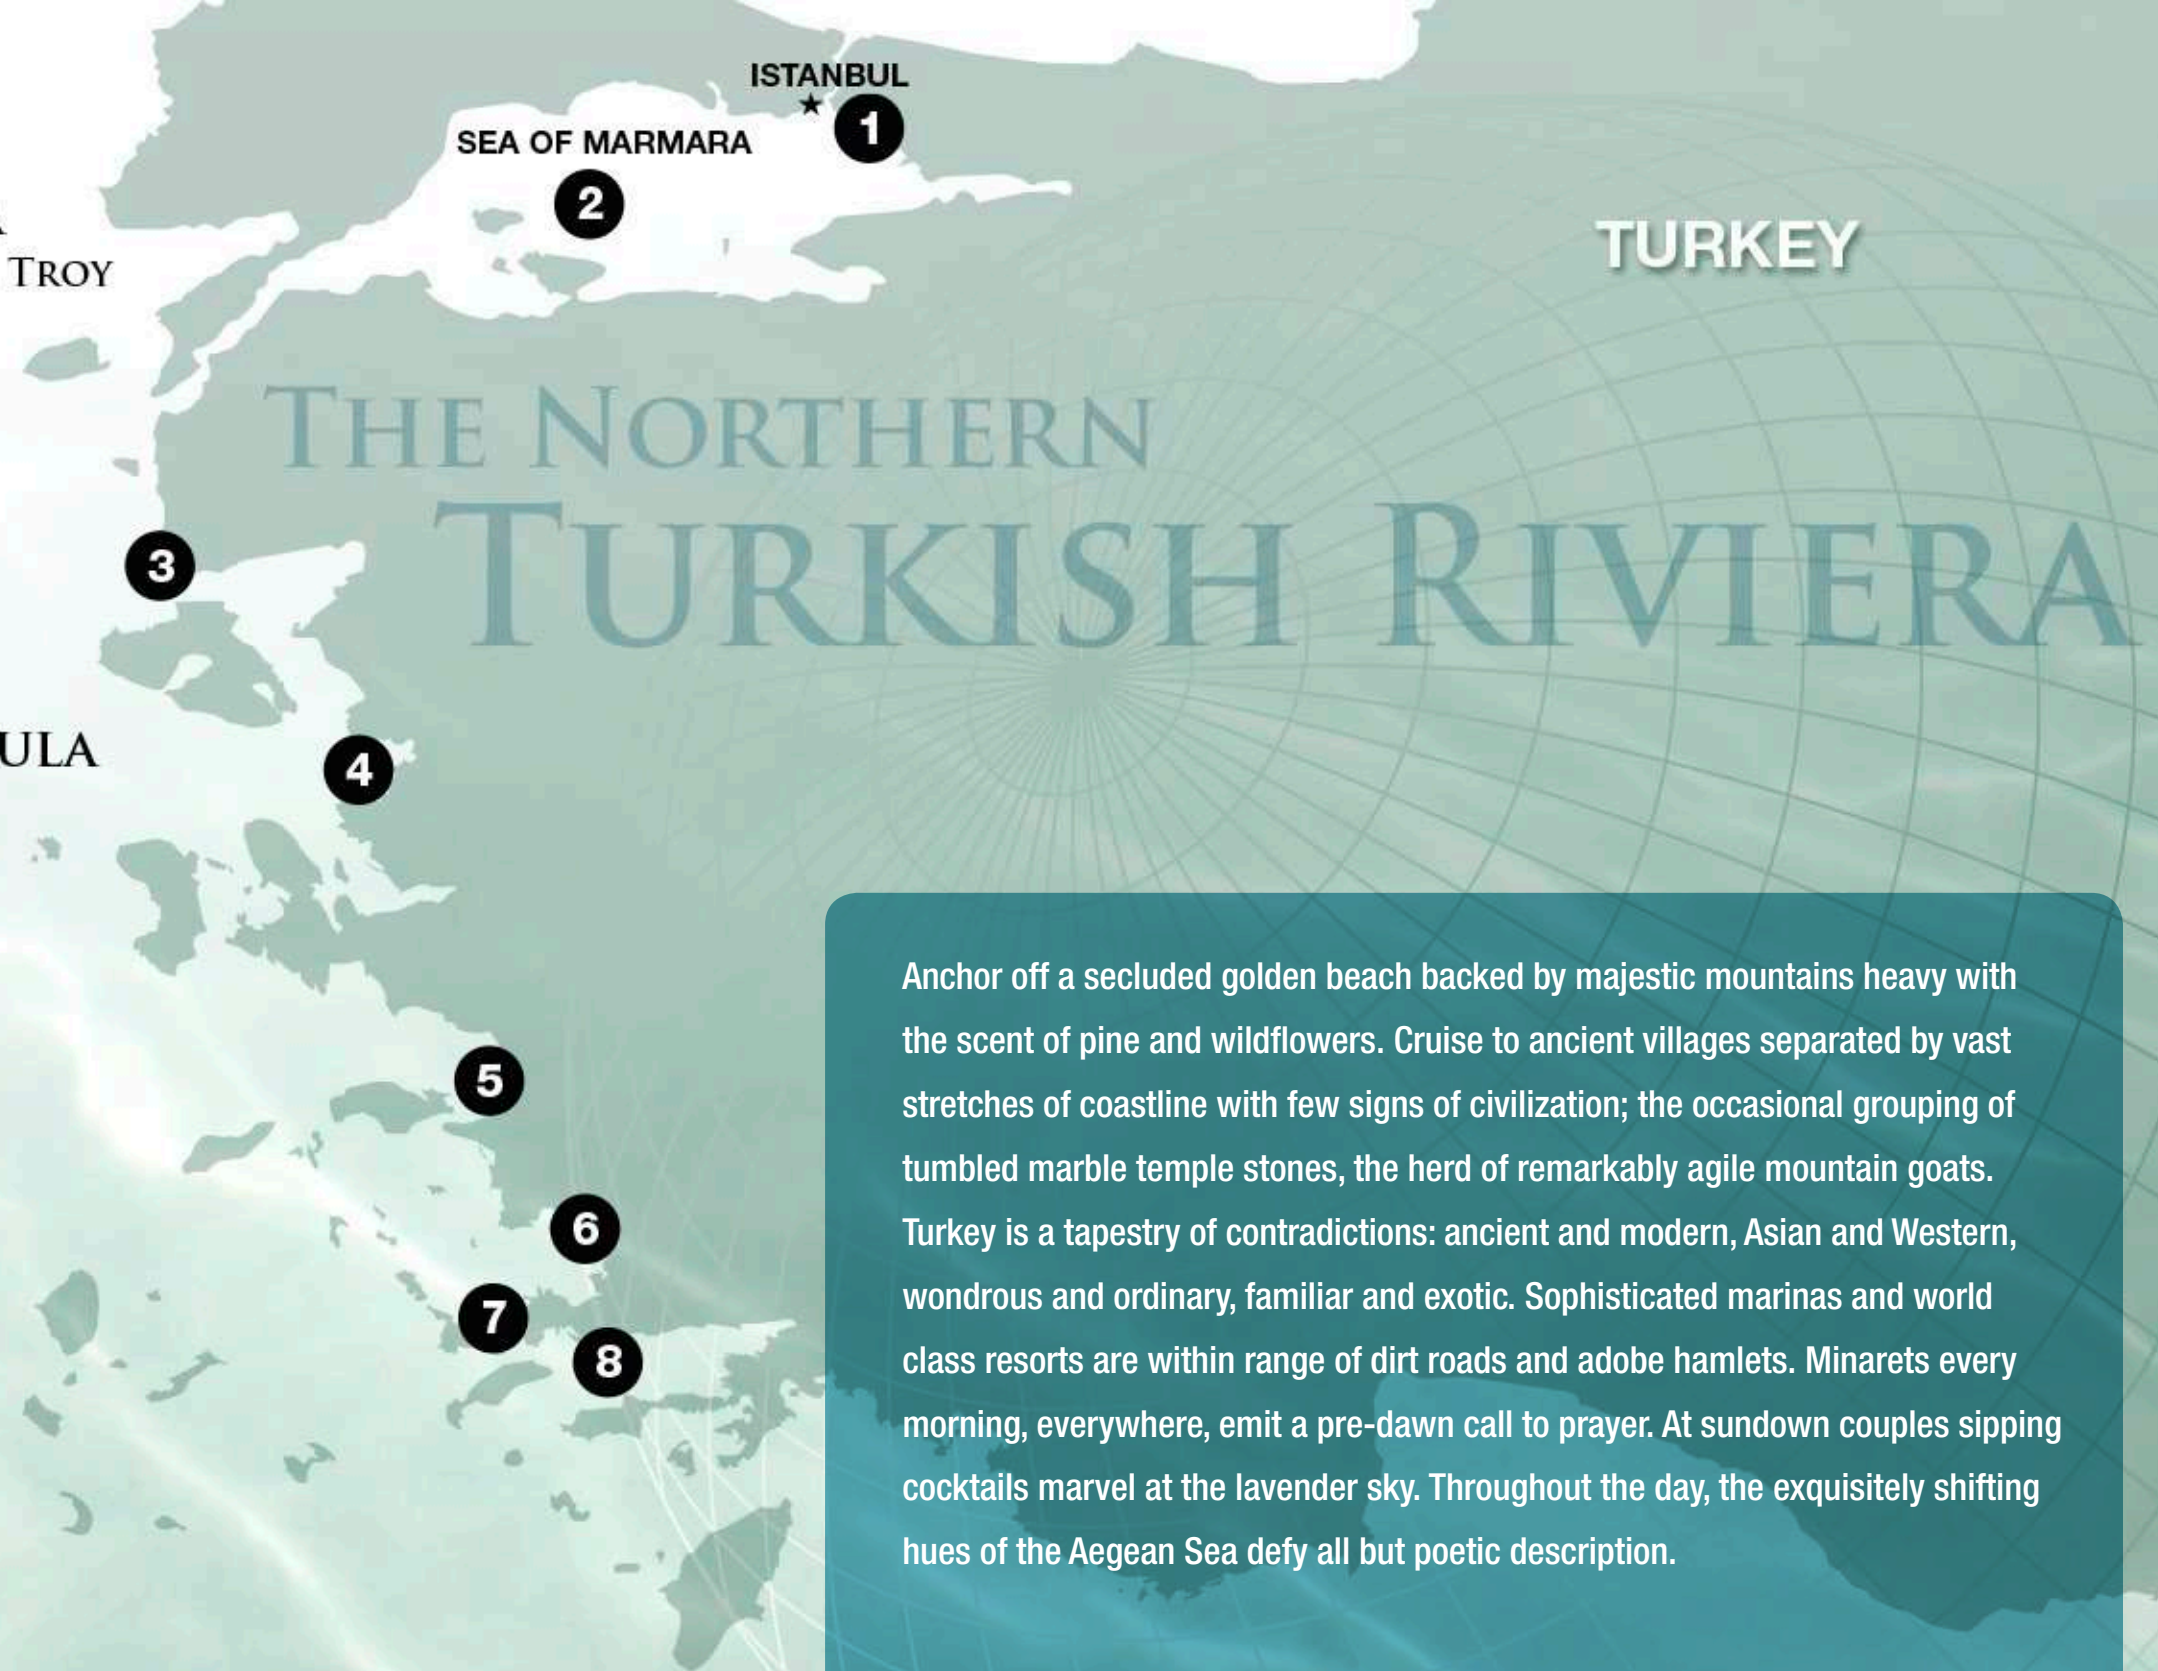 ISTANBUL
1
SEA OF MARMARA
2
TURKEY
TROY
THE NORTHERN
TURKISH RIVIERA
3
ULA
4
5
6
7
8
Anchor off a secluded golden beach backed by majestic mountains heavy with
the scent of pine and wildflowers. Cruise to ancient villages separated by vast
stretches of coastline with few signs of civilization; the occasional grouping of
tumbled marble temple stones, the herd of remarkably agile mountain goats.
Turkey is a tapestry of contradictions: ancient and modern, Asian and Western,
wondrous and ordinary, familiar and exotic. Sophisticated marinas and world
class resorts are within range of dirt roads and adobe hamlets. Minarets every
morning, everywhere, emit a pre-dawn call to prayer. At sundown couples sipping
cocktails marvel at the lavender sky. Throughout the day, the exquisitely shifting
hues of the Aegean Sea defy all but poetic description.